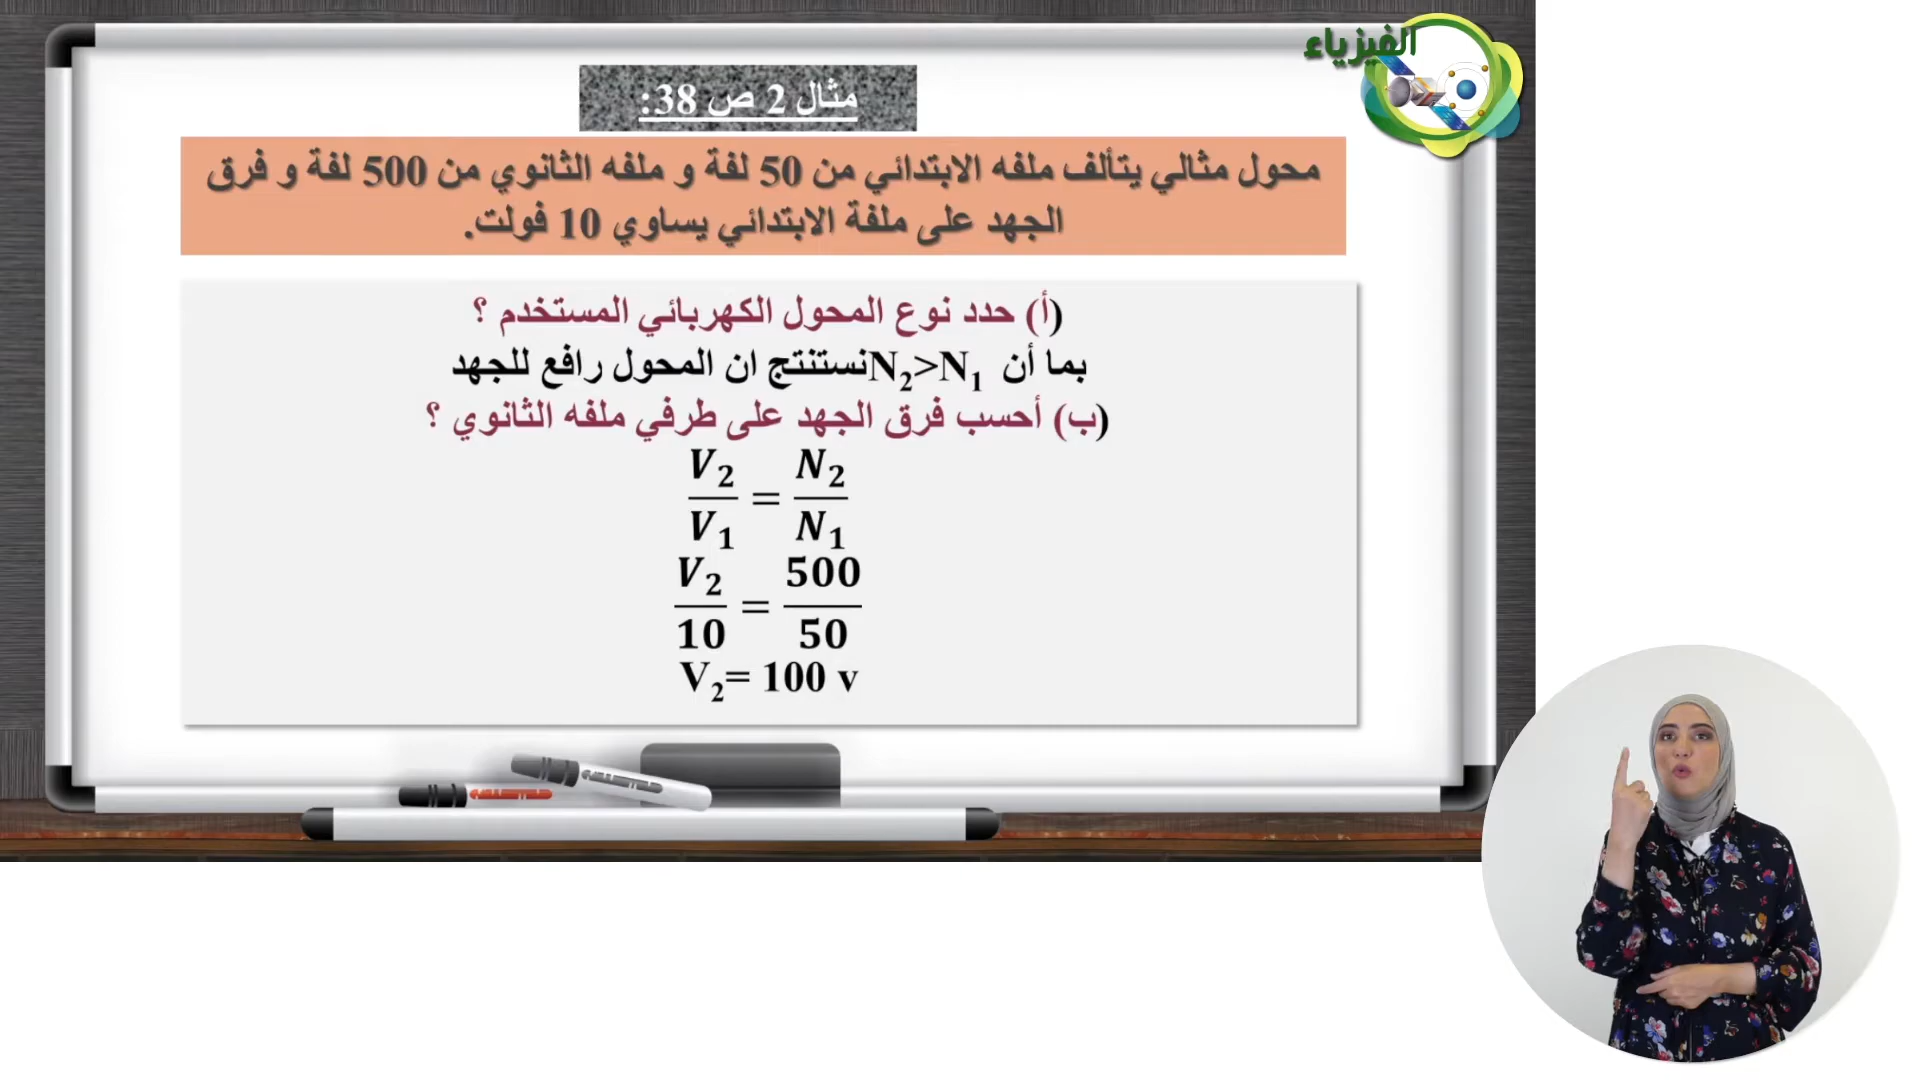 الفيزياء
مثال 2 ص 38:
محول مثالي يتألف ملفه الابتدائي من 50 لفة و ملفه الثانوي من 500 لفة و فرق
الجهد على ملفة الابتدائي يساوي 10 فولت.
(أ) حدد نوع المحول الكهربائي المستخدم ؟
بما أن N₂>N₁ نستنتج ان المحول رافع للجهد
(ب) أحسب فرق الجهد على طرفي ملفه الثانوي ؟
V₂/V₁ = N₂/N₁
V₂/10 = 500/50
V₂= 100 v